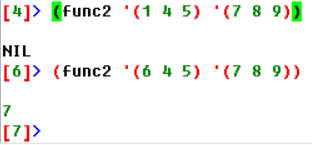 [4]> (func2 '(1 4 5) '(7 8 9))
NIL
[6]> (func2 '(6 4 5) '(7 8 9))
7
[7]>